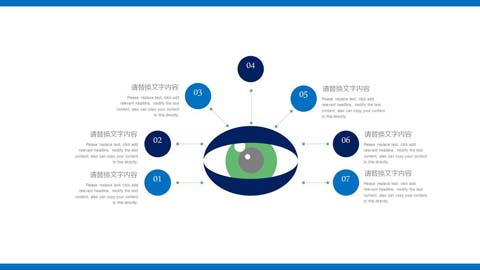 04
03
请替换文字内容
Please replace text, click add
relevant headline, modify the text
content, also can copy your content
to this directly.
05
请替换文字内容
Please replace text, click add
relevant headline, modify the text
content, also can copy your content
to this directly.
02
请替换文字内容
Please replace text, click add
relevant headline, modify the text
content, also can copy your content
to this directly.
06
请替换文字内容
Please replace text, click add
relevant headline, modify the text
content, also can copy your content
to this directly.
01
请替换文字内容
Please replace text, click add
relevant headline, modify the text
content, also can copy your content
to this directly.
07
请替换文字内容
Please replace text, click add
relevant headline, modify the text
content, also can copy your content
to this directly.